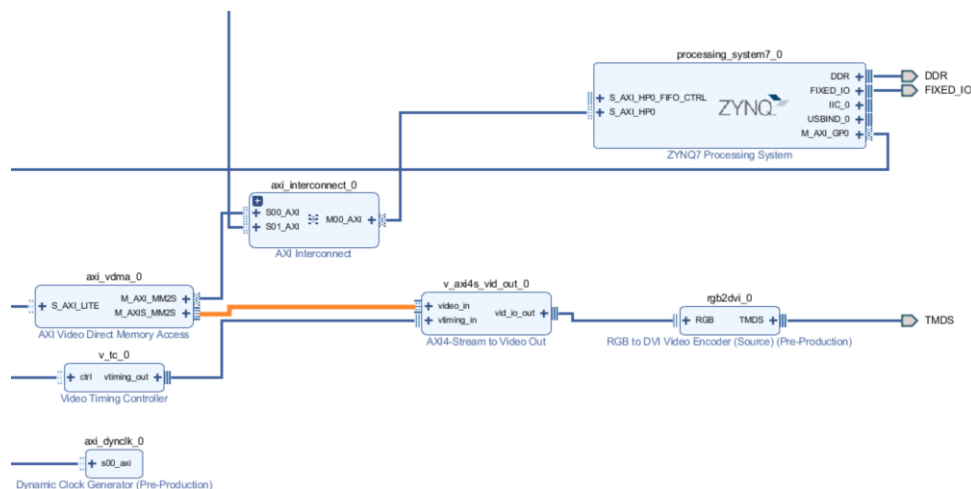 processing_system7_0
S_AXI_HP0_FIFO_CTRL
S_AXI_HP0
ZYNQ
DDR
FIXED_IO
IIC_0
USBIND_0
M_AXI_GP0
DDR
FIXED_IO
ZYNQ7 Processing System
axi_interconnect_0
S00_AXI
S01_AXI
M00_AXI
AXI Interconnect
axi_vdma_0
S_AXI_LITE
M_AXI_MM2S
M_AXIS_MM2S
AXI Video Direct Memory Access
v_axi4s_vid_out_0
video_in
vtiming_in
vid_io_out
AXI4-Stream to Video Out
rgb2dvi_0
RGB
TMDS
RGB to DVI Video Encoder (Source) (Pre-Production)
TMDS
v_tc_0
ctrl
vtiming_out
Video Timing Controller
axi_dynclk_0
s00_axi
Dynamic Clock Generator (Pre-Production)